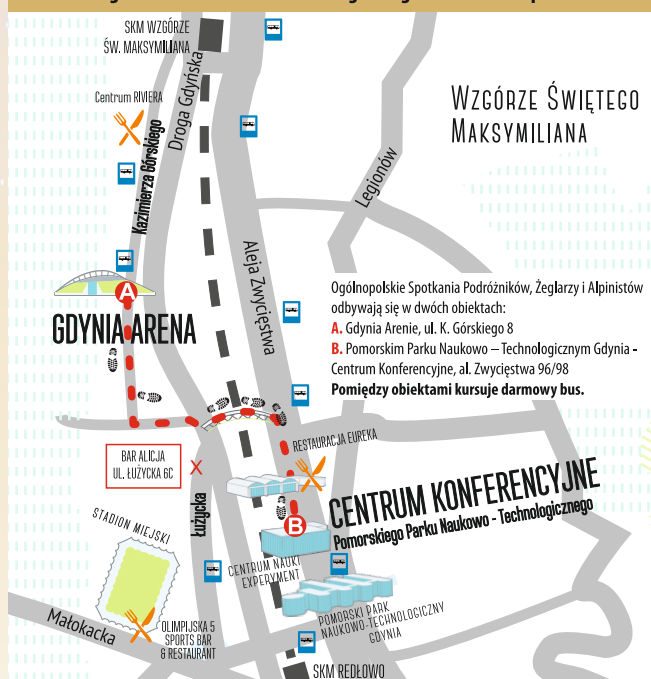 SKM WZGÓRZE
ŚW. MAKSYMILIANA
Centrum RIVIERA
Kazimierza Górskiego
Droga Gdyńska
WZGÓRZE ŚWIĘTEGO
MAKSYMILIANA
Legionów
Aleja Zwycięstwa
Ogólnopolskie Spotkania Podróżników, Żeglarzy i Alpinistów
odbywają się w dwóch obiektach:
A. Gdynia Arenie, ul. K. Górskiego 8
B. Pomorskim Parku Naukowo – Technologicznym Gdynia -
Centrum Konferencyjne, al. Zwycięstwa 96/98
Pomiędzy obiektami kursuje darmowy bus.
A
GDYNIA ARENA
RESTAURACJA EUREKA
BAR ALICJA
UL. ŁUŻYCKA 6C
X
Łużycka
CENTRUM KONFERENCYJNE
Pomorskiego Parku Naukowo - Technologicznego
B
STADION MIEJSKI
CENTRUM NAUKI
EXPERYMENT
POMORSKI PARK
NAUKOWO-TECHNOLOGICZNY
GDYNIA
Małokacka
OLIMPIJSKA 5
SPORTS BAR
& RESTAURANT
SKM REDŁOWO